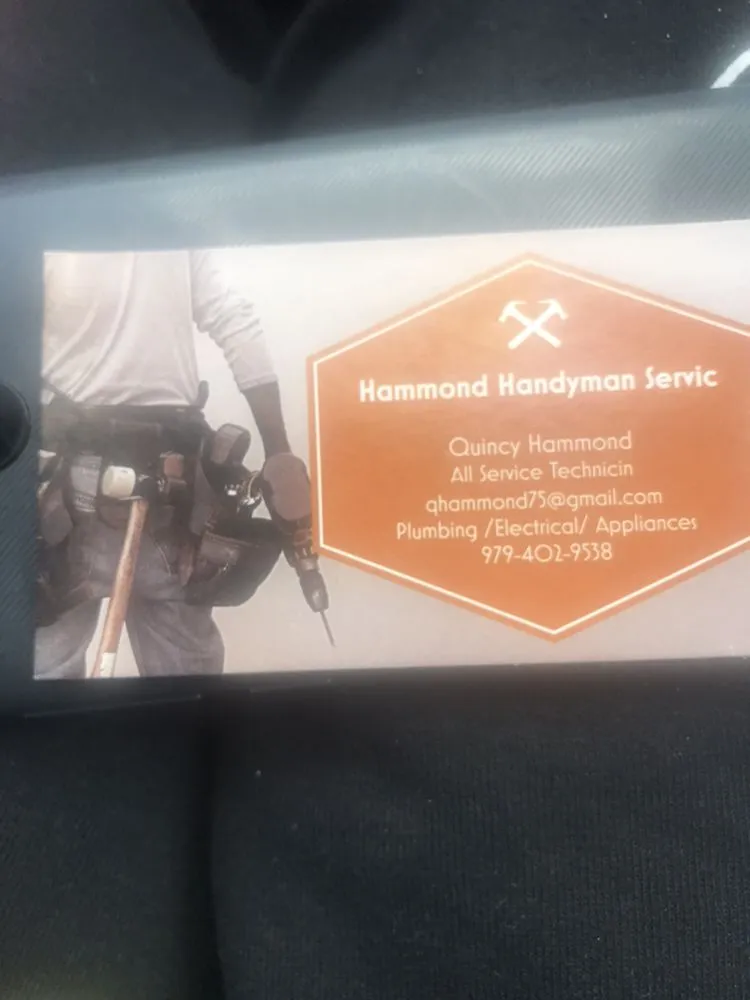 Hammond Handyman Servic
Quincy Hammond
All Service Technicin
qhammond75@gmail.com
Plumbing /Electrical/ Appliances
979-402-9538